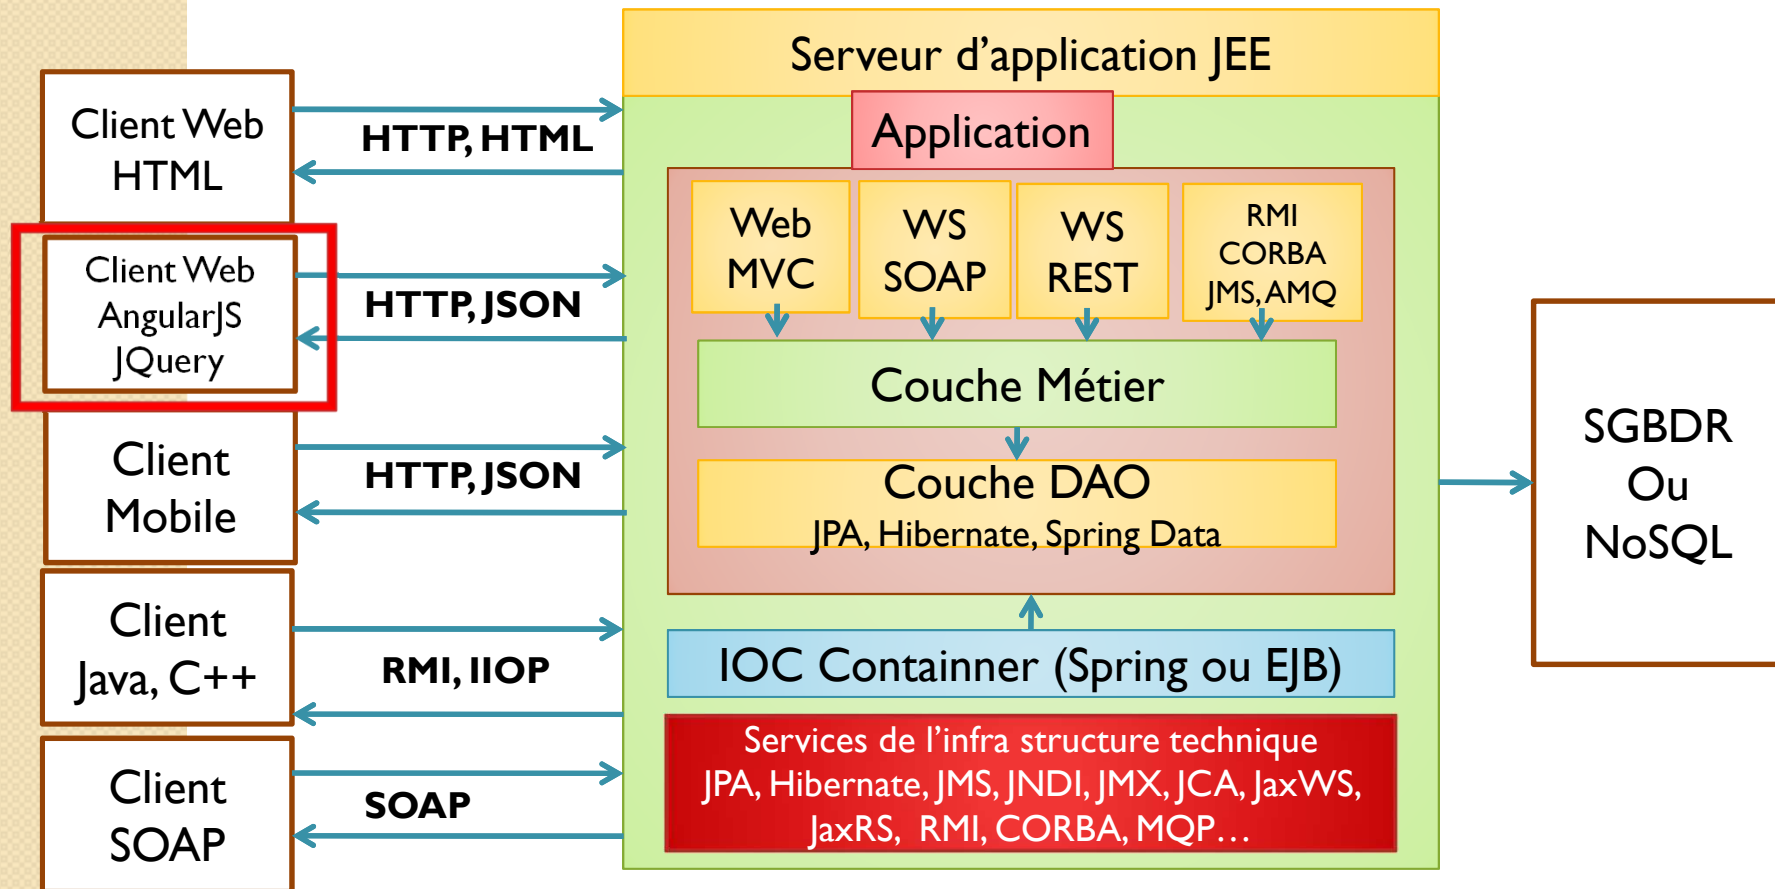 Serveur d'application JEE
Application
Client Web
HTML
HTTP, HTML
Client Web
AngularJS
JQuery
HTTP, JSON
Client
Mobile
HTTP, JSON
Client
Java, C++
RMI, IIOP
Client
SOAP
SOAP
Web
MVC
WS
SOAP
WS
REST
RMI
CORBA
JMS, AMQ
Couche Métier
Couche DAO
JPA, Hibernate, Spring Data
IOC Containner (Spring ou EJB)
Services de l'infra structure technique
JPA, Hibernate, JMS, JNDI, JMX, JCA, JaxWS,
JaxRS, RMI, CORBA, MQP…
SGBDR
Ou
NoSQL